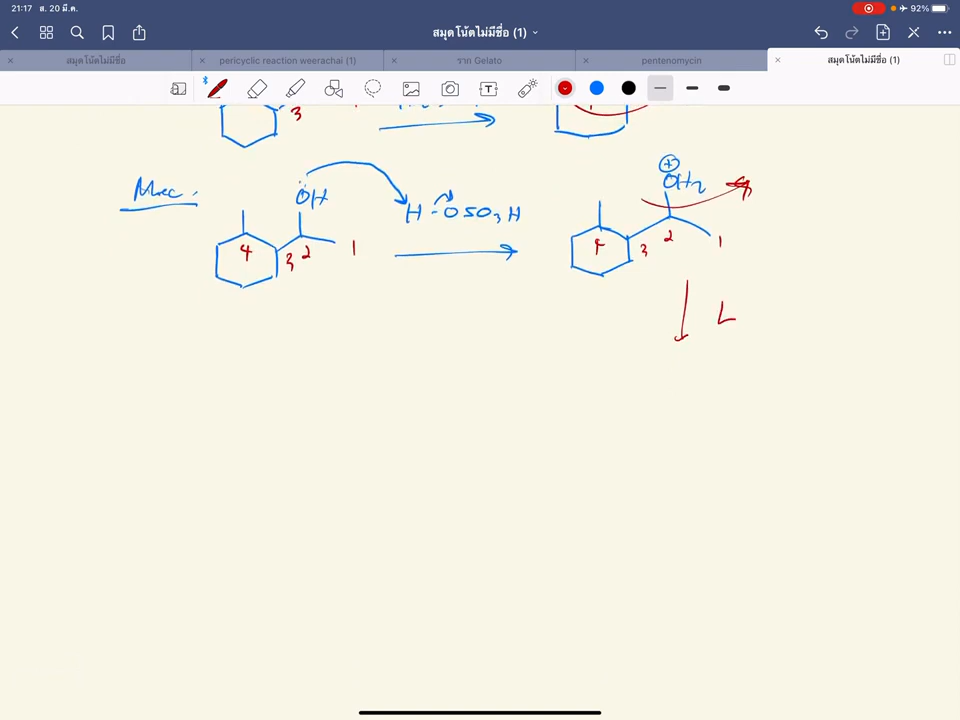 21:17 ส. 20 มี.ค. 92%
สมุดโน้ตไม่มีชื่อ (1)
สมุดโน้ตไม่มีชื่อ pericyclic reaction weerachai (1) ราก Gelato pentenomycin สมุดโน้ตไม่มีชื่อ (1)
3
Mec.
ÖH H-OSO3H ⊕ OH2
4 3 2 1 4 3 2 1
L